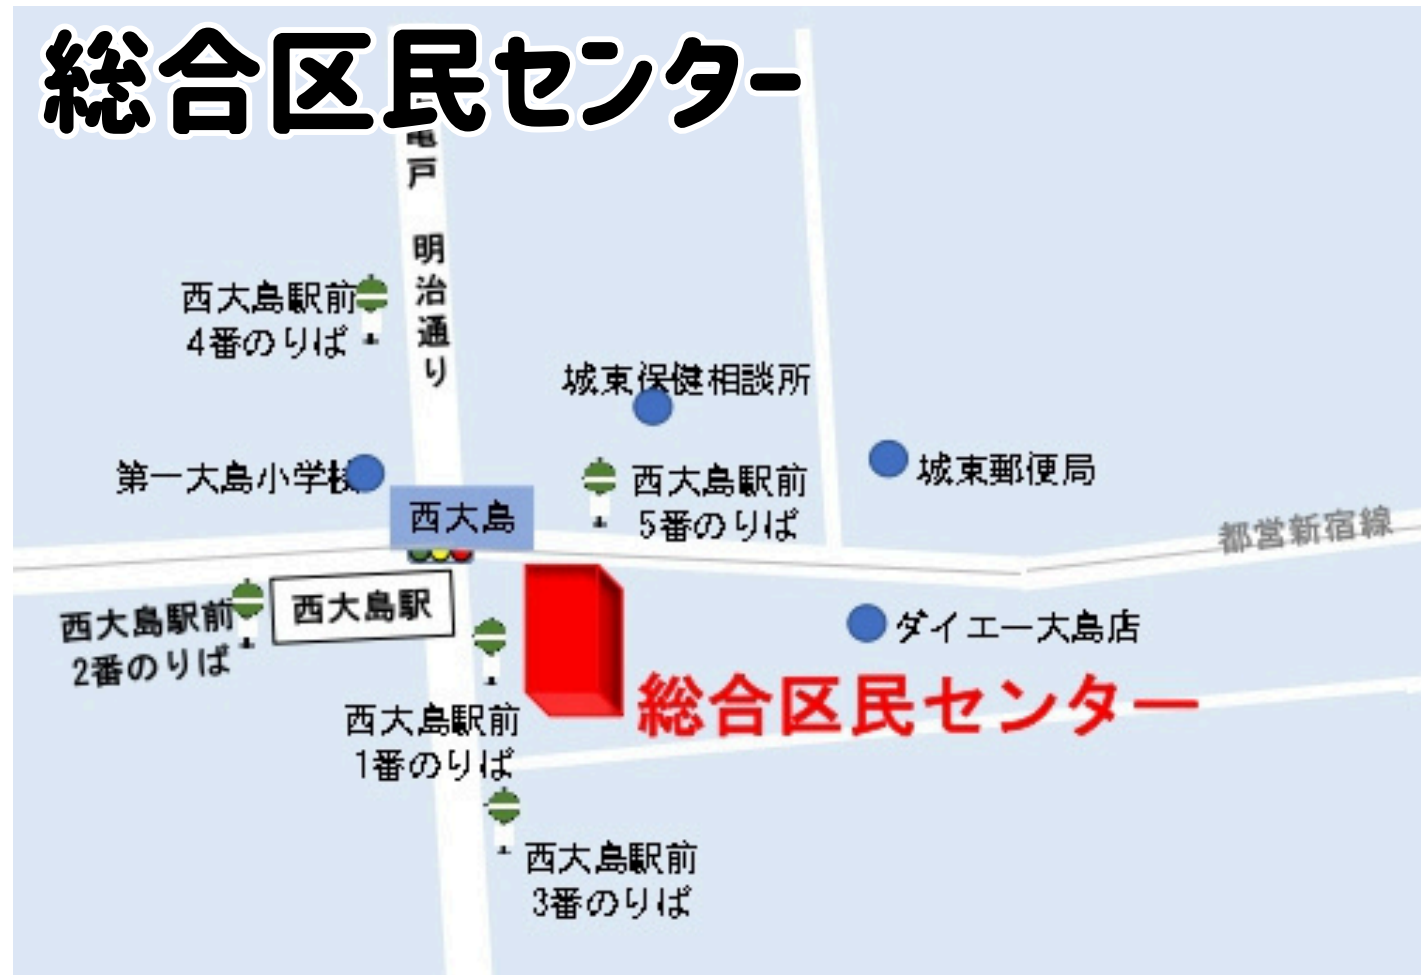 総合区民センター
亀戸 明治通り
西大島駅前
4番のりば
城東保健相談所
第一大島小学校
西大島駅前
5番のりば
城東郵便局
西大島
都営新宿線
西大島駅前
2番のりば
西大島駅
ダイエー大島店
総合区民センター
西大島駅前
1番のりば
西大島駅前
3番のりば